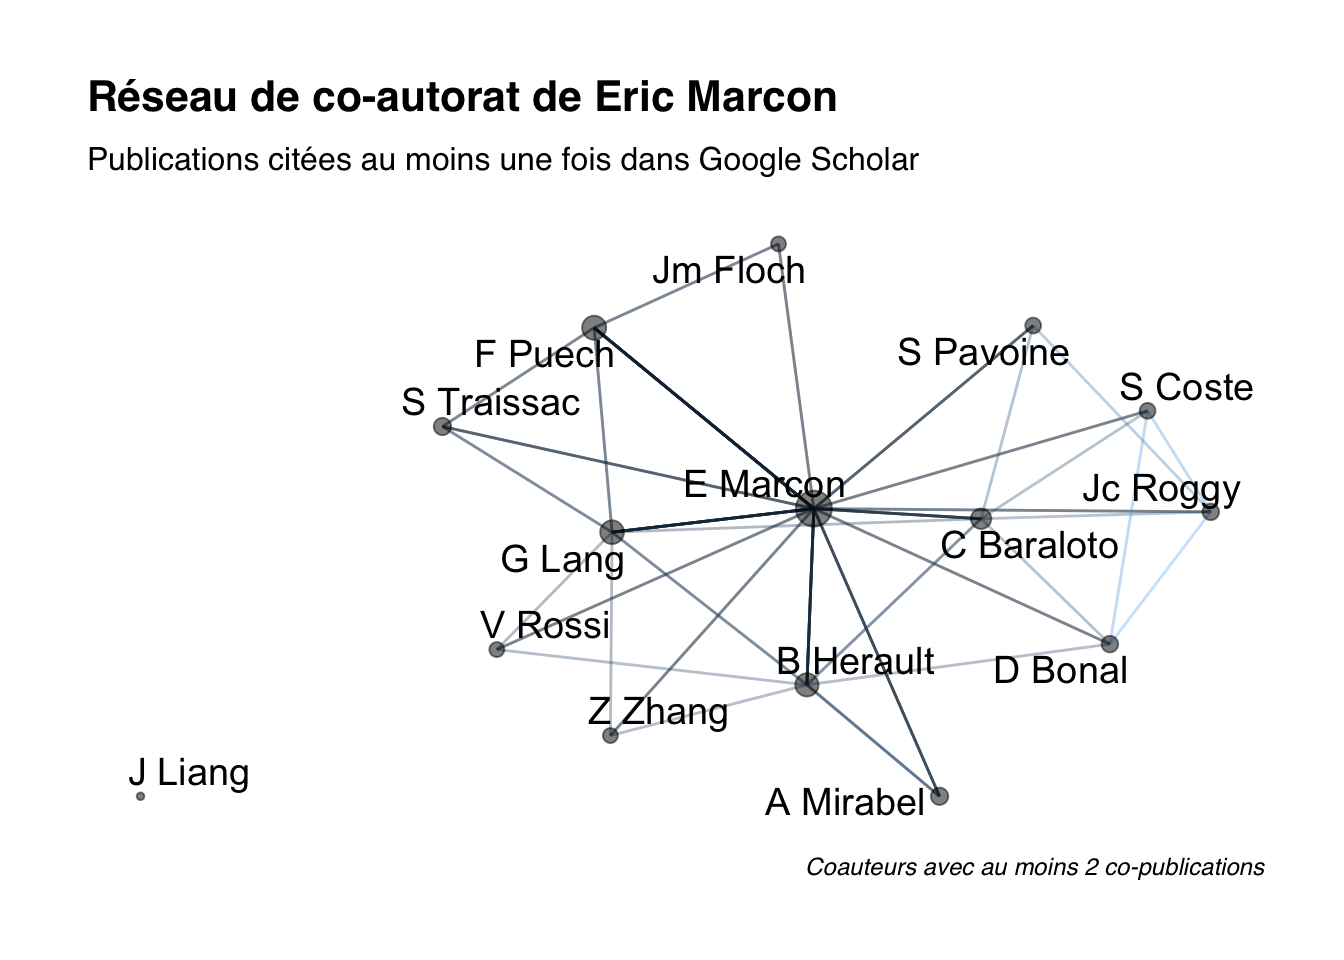 Réseau de co-autorat de Eric Marcon
Publications citées au moins une fois dans Google Scholar
Jm Floch
F Puech
S Pavoine
S Coste
S Traissac
E Marcon
Jc Roggy
G Lang
C Baraloto
V Rossi
B Herault
D Bonal
Z Zhang
J Liang
A Mirabel
Coauteurs avec au moins 2 co-publications